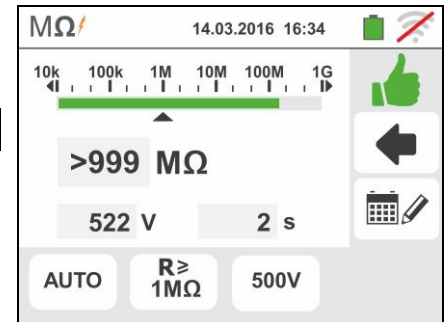 MΩ 14.03.2016 16:34
10k 100k 1M 10M 100M 1G
>999 MΩ
522 V 2 s
AUTO R≥ 1MΩ 500V